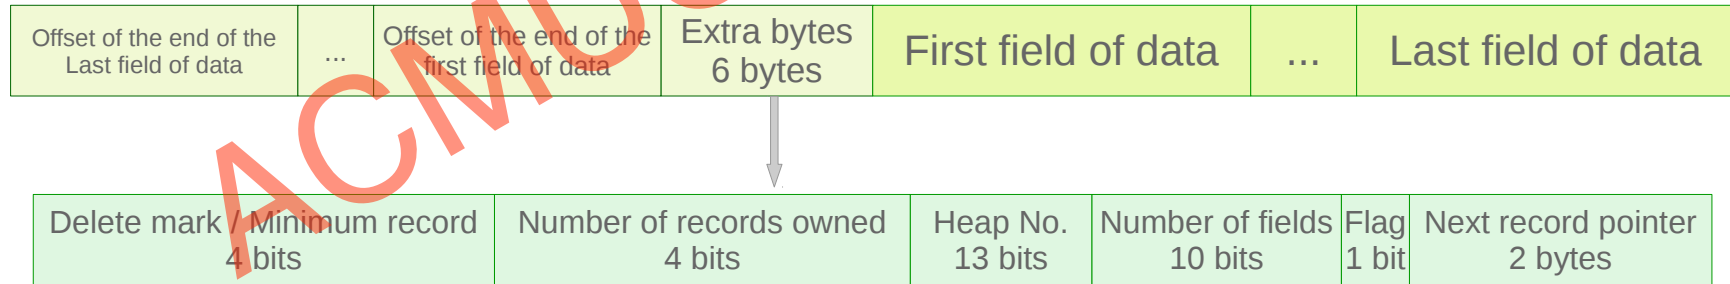 Offset of the end of the
Last field of data
...
Offset of the end of the
first field of data
Extra bytes
6 bytes
First field of data
...
Last field of data
Delete mark / Minimum record
4 bits
Number of records owned
4 bits
Heap No.
13 bits
Number of fields
10 bits
Flag
1 bit
Next record pointer
2 bytes